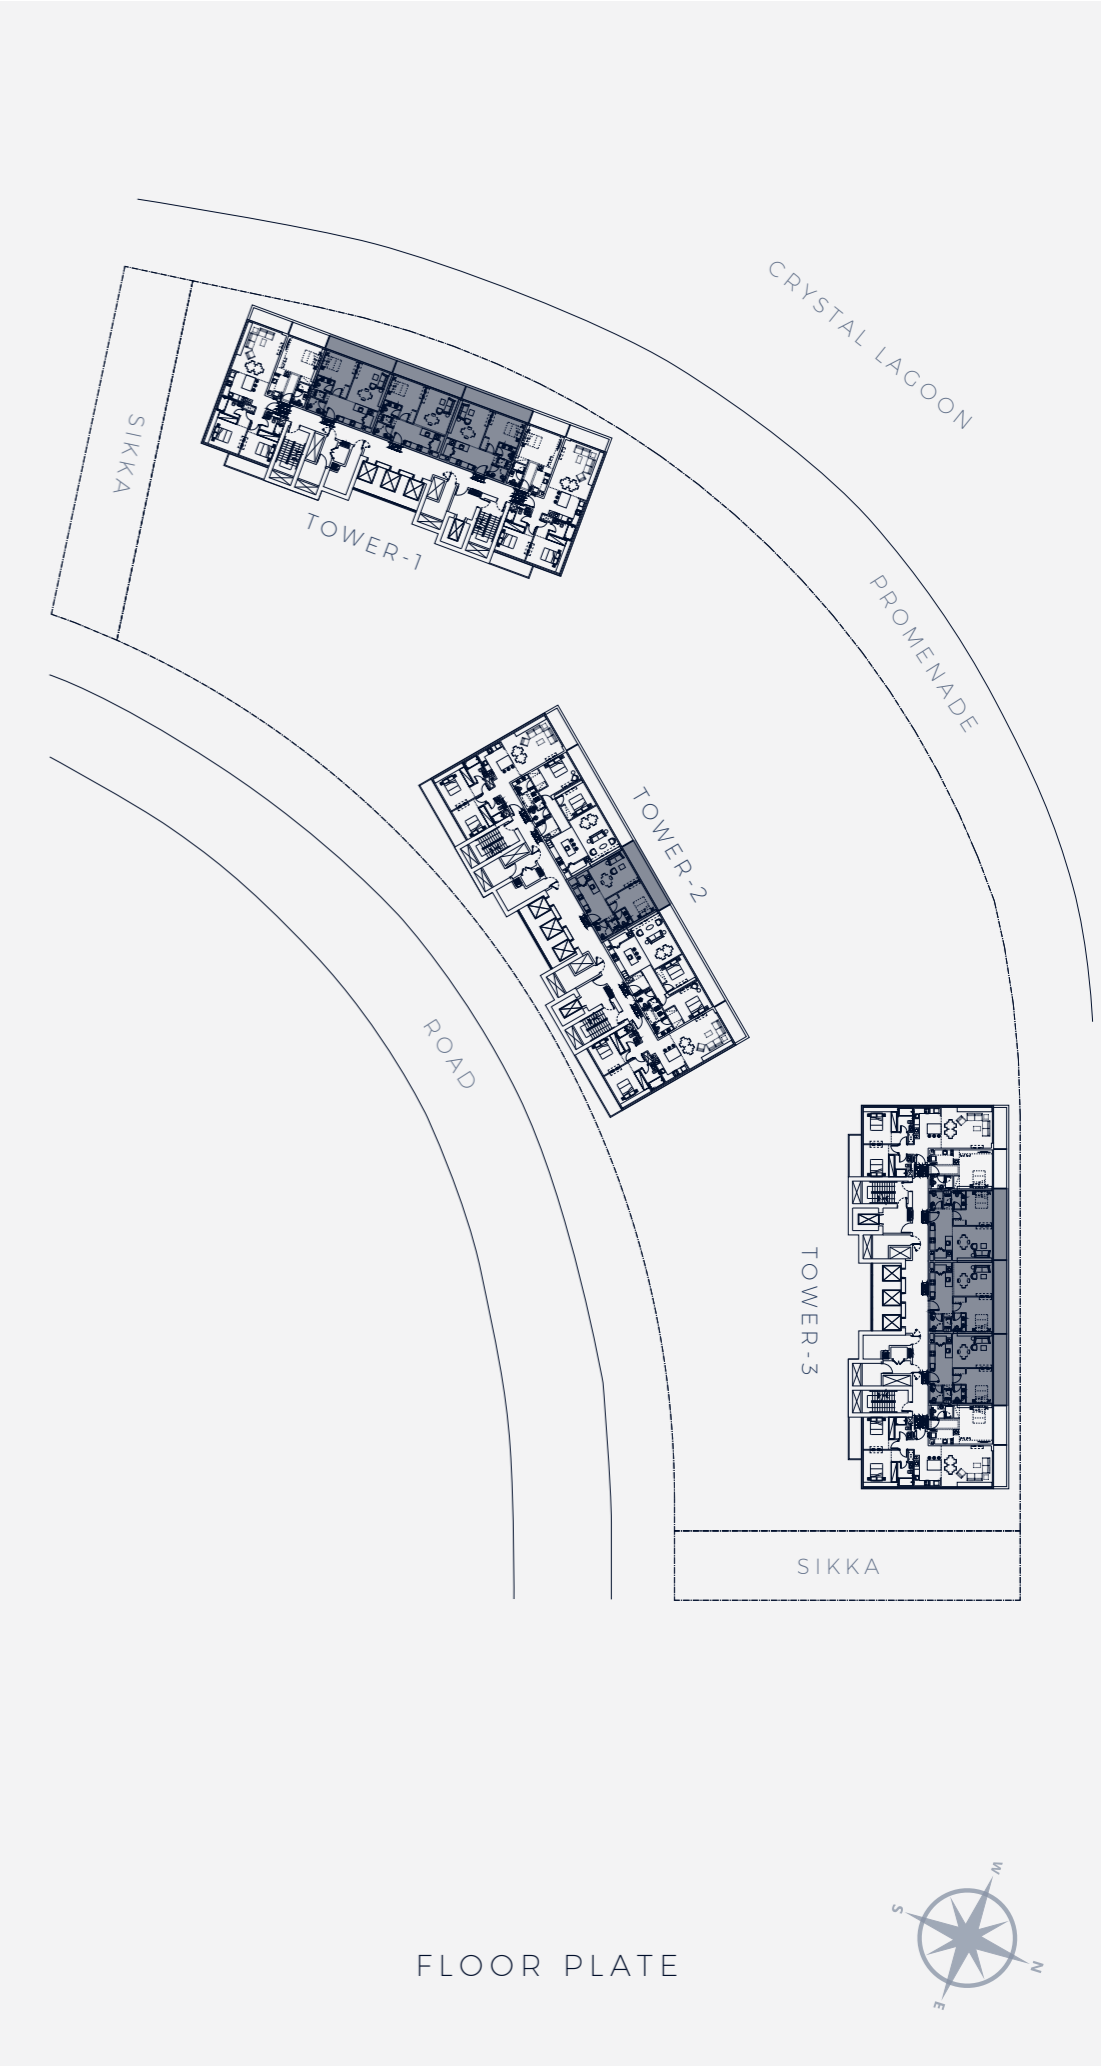 CRYSTAL LAGOON
SIKKA
TOWER-1
PROMENADE
TOWER-2
ROAD
TOWER-3
SIKKA
W
S
N
E
FLOOR PLATE